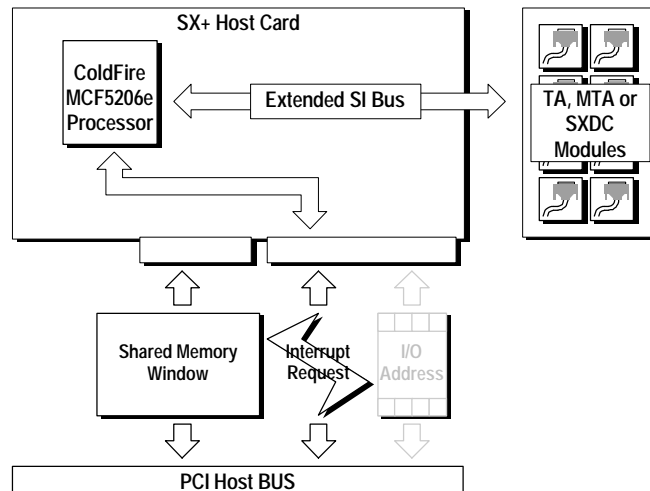 SX+ Host Card
ColdFire
MCF5206e
Processor
Extended SI Bus
TA, MTA or
SXDC
Modules
Shared Memory
Window
Interrupt
Request
I/O
Address
PCI Host BUS